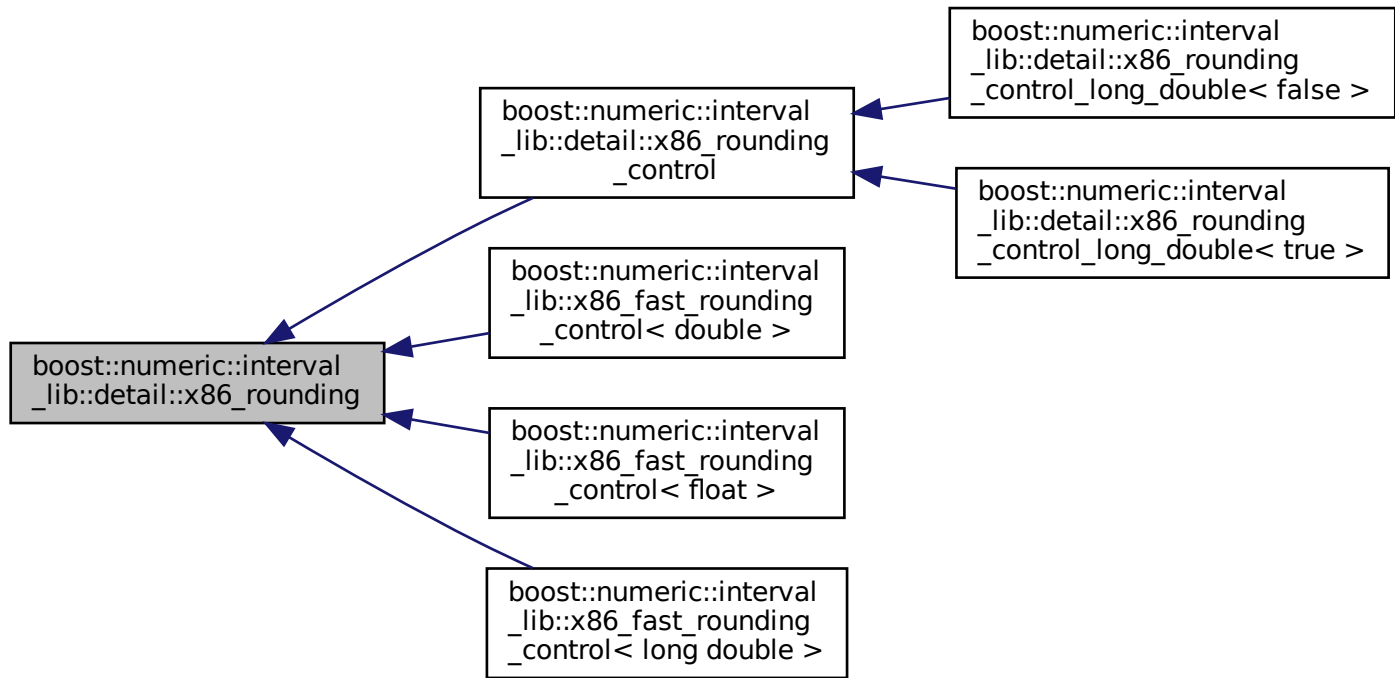 boost::numeric::interval
_lib::detail::x86_rounding
_control_long_double< false >
boost::numeric::interval
_lib::detail::x86_rounding
_control
boost::numeric::interval
_lib::detail::x86_rounding
_control_long_double< true >
boost::numeric::interval
_lib::x86_fast_rounding
_control< double >
boost::numeric::interval
_lib::detail::x86_rounding
boost::numeric::interval
_lib::x86_fast_rounding
_control< float >
boost::numeric::interval
_lib::x86_fast_rounding
_control< long double >